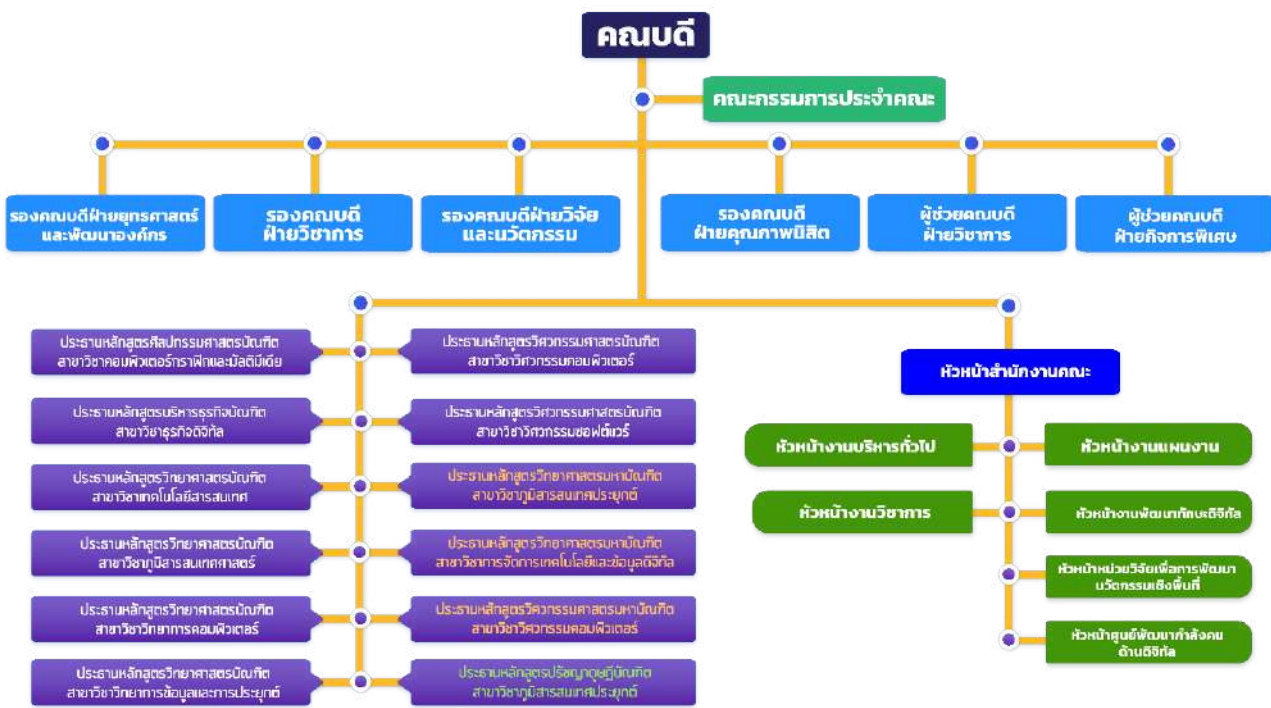 คณบดี
คณะกรรมการประจำคณะ
รองคณบดีฝ่ายยุทธศาสตร์
และพัฒนาองค์กร
รองคณบดี
ฝ่ายวิชาการ
รองคณบดีฝ่ายวิจัย
และนวัตกรรม
รองคณบดี
ฝ่ายคุณภาพนิสิต
ผู้ช่วยคณบดี
ฝ่ายวิชาการ
ผู้ช่วยคณบดี
ฝ่ายกิจการพิเศษ
ประธานหลักสูตรศิลปกรรมศาสตรบัณฑิต
สาขาวิชาคอมพิวเตอร์กราฟิกและมัลติมีเดีย
ประธานหลักสูตรวิศวกรรมศาสตรบัณฑิต
สาขาวิชาวิศวกรรมคอมพิวเตอร์
ประธานหลักสูตรบริหารธุรกิจบัณฑิต
สาขาวิชาธุรกิจดิจิทัล
ประธานหลักสูตรวิศวกรรมศาสตรบัณฑิต
สาขาวิชาวิศวกรรมซอฟต์แวร์
ประธานหลักสูตรวิทยาศาสตรบัณฑิต
สาขาวิชาเทคโนโลยีสารสนเทศ
ประธานหลักสูตรวิทยาศาสตรมหาบัณฑิต
สาขาวิชาภูมิสารสนเทศประยุกต์
ประธานหลักสูตรวิทยาศาสตรบัณฑิต
สาขาวิชาภูมิสารสนเทศศาสตร์
ประธานหลักสูตรวิทยาศาสตรมหาบัณฑิต
สาขาวิชาการจัดการเทคโนโลยีและข้อมูลดิจิทัล
ประธานหลักสูตรวิทยาศาสตรบัณฑิต
สาขาวิชาวิทยาการคอมพิวเตอร์
ประธานหลักสูตรวิศวกรรมศาสตรมหาบัณฑิต
สาขาวิชาวิศวกรรมคอมพิวเตอร์
ประธานหลักสูตรวิทยาศาสตรบัณฑิต
สาขาวิชาวิทยาการข้อมูลและการประยุกต์
ประธานหลักสูตรปรัชญาดุษฎีบัณฑิต
สาขาวิชาภูมิสารสนเทศประยุกต์
หัวหน้าสำนักงานคณะ
หัวหน้างานบริหารทั่วไป
หัวหน้างานแผนงาน
หัวหน้างานวิชาการ
หัวหน้างานพัฒนาทักษะดิจิทัล
หัวหน้าหน่วยวิจัยเพื่อการพัฒนา
นวัตกรรมเชิงพื้นที่
หัวหน้าศูนย์พัฒนากำลังคน
ด้านดิจิทัล